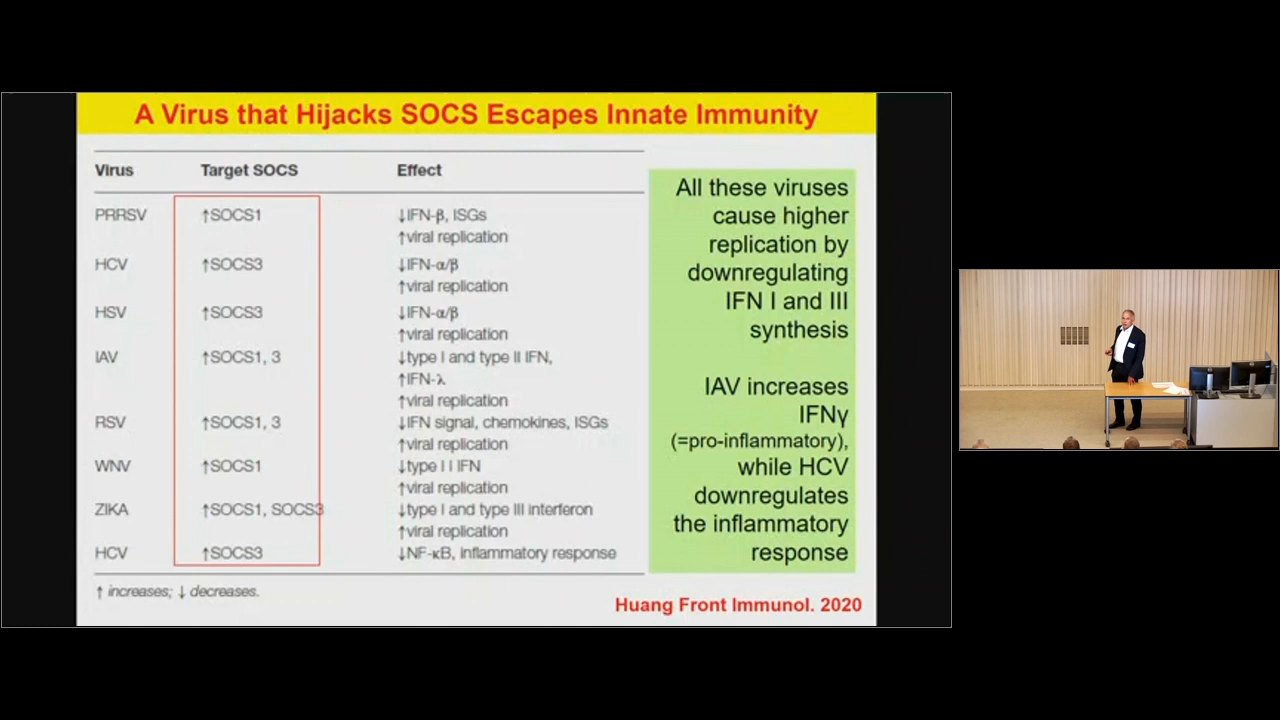 A Virus that Hijacks SOCS Escapes Innate Immunity
Virus Target SOCS Effect
PRRSV ↑SOCS1 ↓IFN-β, ISGs
↑viral replication
HCV ↑SOCS3 ↓IFN-α/β
↑viral replication
HSV ↑SOCS3 ↓IFN-α/β
↑viral replication
IAV ↑SOCS1, 3 ↓type I and type II IFN,
↑IFN-λ
↑viral replication
RSV ↑SOCS1, 3 ↓IFN signal, chemokines, ISGs
↑viral replication
WNV ↑SOCS1 ↓type I I IFN
↑viral replication
ZIKA ↑SOCS1, SOCS3 ↓type I and type III interferon
↑viral replication
HCV ↑SOCS3 ↓NF-κB, inflammatory response
↑ increases; ↓ decreases.
All these viruses
cause higher
replication by
downregulating
IFN I and III
synthesis
IAV increases
IFNγ
(=pro-inflammatory),
while HCV
downregulates
the inflammatory
response
Huang Front Immunol. 2020